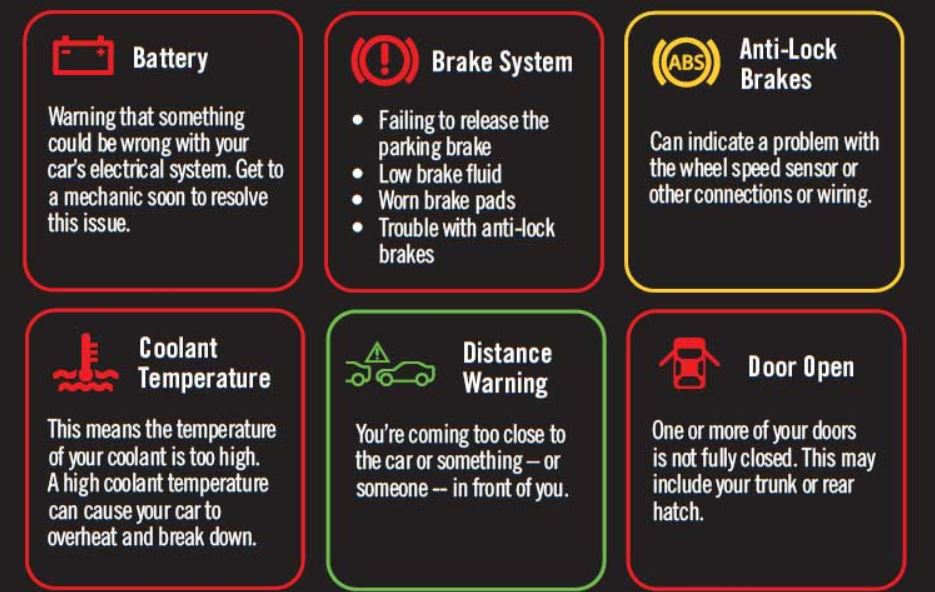 Battery
Warning that something
could be wrong with your
car's electrical system. Get to
a mechanic soon to resolve
this issue.
Brake System
• Failing to release the
parking brake
• Low brake fluid
• Worn brake pads
• Trouble with anti-lock
brakes
ABS
Anti-Lock
Brakes
Can indicate a problem with
the wheel speed sensor or
other connections or wiring.
Coolant
Temperature
This means the temperature
of your coolant is too high.
A high coolant temperature
can cause your car to
overheat and break down.
Distance
Warning
You're coming too close to
the car or something – or
someone -- in front of you.
Door Open
One or more of your doors
is not fully closed. This may
include your trunk or rear
hatch.